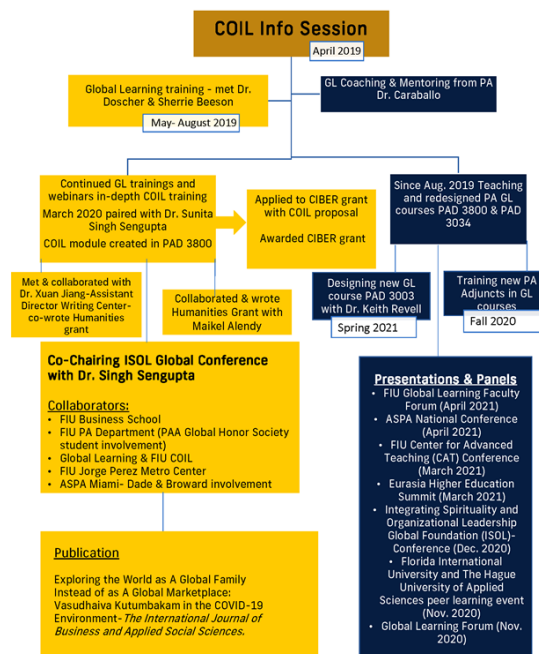 COIL Info Session
April 2019
Global Learning training - met Dr.
Doscher & Sherrie Beeson
May- August 2019
GL Coaching & Mentoring from PA
Dr. Caraballo
Continued GL trainings and
webinars in-depth COIL training
March 2020 paired with Dr. Sunita
Singh Sengupta
COIL module created in PAD 3800
Applied to CIBER grant
with COIL proposal
Awarded CIBER grant
Since Aug. 2019 Teaching
and redesigned PA GL
courses PAD 3800 & PAD
3034
Met & collaborated with
Dr. Xuan Jiang-Assistant
Director Writing Center-
co-wrote Humanities
grant
Collaborated & wrote
Humanities Grant with
Maikel Alendy
Designing new GL
course PAD 3003
with Dr. Keith Revell
Spring 2021
Training new PA
Adjuncts in GL
courses
Fall 2020
Co-Chairing ISOL Global Conference
with Dr. Singh Sengupta
Collaborators:
• FIU Business School
• FIU PA Department (PAA Global Honor Society
student involvement)
• Global Learning & FIU COIL
• FIU Jorge Perez Metro Center
• ASPA Miami- Dade & Broward involvement
Publication
Exploring the World as A Global Family
Instead of as A Global Marketplace:
Vasudhaiva Kutumbakam in the COVID-19
Environment- The International Journal of
Business and Applied Social Sciences.
Presentations & Panels
• FIU Global Learning Faculty
Forum (April 2021)
• ASPA National Conference
(April 2021)
• FIU Center for Advanced
Teaching (CAT) Conference
(March 2021)
• Eurasia Higher Education
Summit (March 2021)
• Integrating Spirituality and
Organizational Leadership
Global Foundation (ISOL)-
Conference (Dec. 2020)
• Florida International
University and The Hague
University of Applied
Sciences peer learning event
(Nov. 2020)
• Global Learning Forum (Nov.
2020)